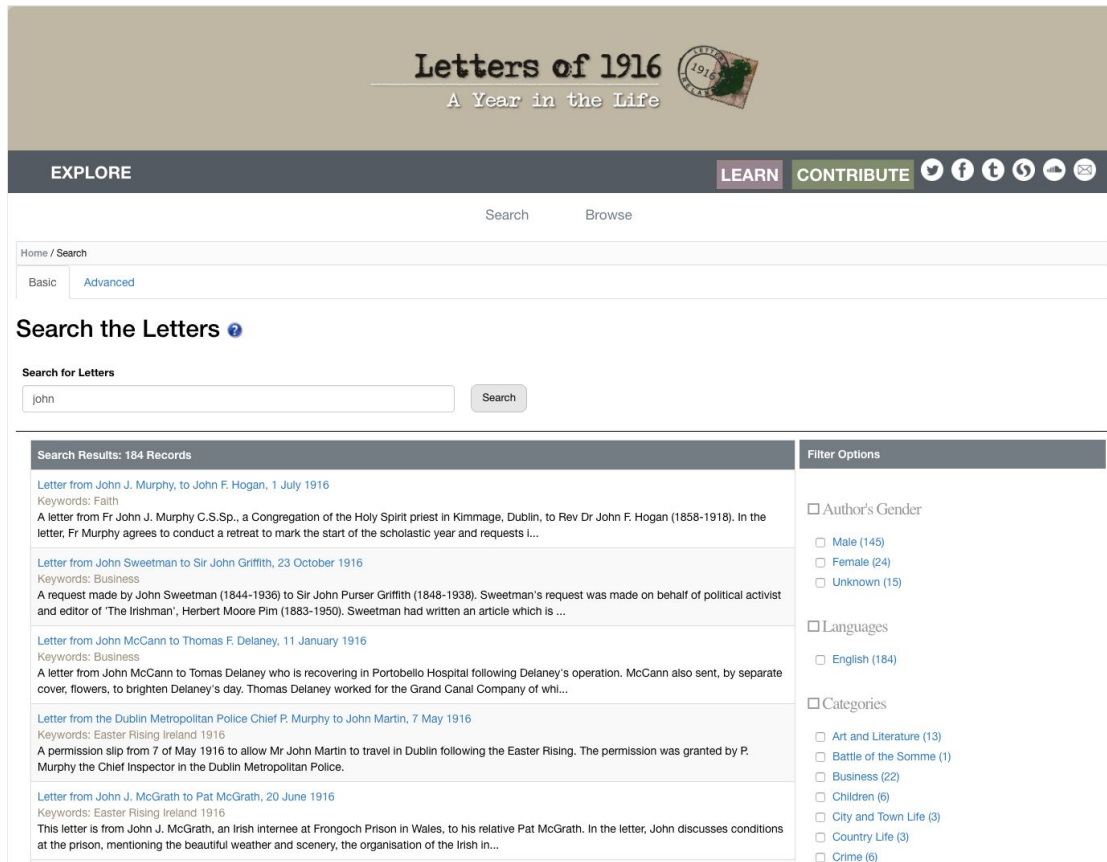 Letters of 1916
A Year in the Life
LETTERS
1916
IRELAND
EXPLORE
LEARN
CONTRIBUTE
Search
Browse
Home / Search
Basic
Advanced
Search the Letters
Search for Letters
john
Search
Search Results: 184 Records
Letter from John J. Murphy, to John F. Hogan, 1 July 1916
Keywords: Faith
A letter from Fr John J. Murphy C.S.Sp., a Congregation of the Holy Spirit priest in Kimmage, Dublin, to Rev Dr John F. Hogan (1858-1918). In the
letter, Fr Murphy agrees to conduct a retreat to mark the start of the scholastic year and requests i...
Letter from John Sweetman to Sir John Griffith, 23 October 1916
Keywords: Business
A request made by John Sweetman (1844-1936) to Sir John Purser Griffith (1848-1938). Sweetman's request was made on behalf of political activist
and editor of 'The Irishman', Herbert Moore Pim (1883-1950). Sweetman had written an article which is ...
Letter from John McCann to Thomas F. Delaney, 11 January 1916
Keywords: Business
A letter from John McCann to Tomas Delaney who is recovering in Portobello Hospital following Delaney's operation. McCann also sent, by separate
cover, flowers, to brighten Delaney's day. Thomas Delaney worked for the Grand Canal Company of whi...
Letter from the Dublin Metropolitan Police Chief P. Murphy to John Martin, 7 May 1916
Keywords: Easter Rising Ireland 1916
A permission slip from 7 of May 1916 to allow Mr John Martin to travel in Dublin following the Easter Rising. The permission was granted by P.
Murphy the Chief Inspector in the Dublin Metropolitan Police.
Letter from John J. McGrath to Pat McGrath, 20 June 1916
Keywords: Easter Rising Ireland 1916
This letter is from John J. McGrath, an Irish internee at Frongoch Prison in Wales, to his relative Pat McGrath. In the letter, John discusses conditions
at the prison, mentioning the beautiful weather and scenery, the organisation of the Irish in...
Filter Options
Author's Gender
Male (145)
Female (24)
Unknown (15)
Languages
English (184)
Categories
Art and Literature (13)
Battle of the Somme (1)
Business (22)
Children (6)
City and Town Life (3)
Country Life (3)
Crime (6)